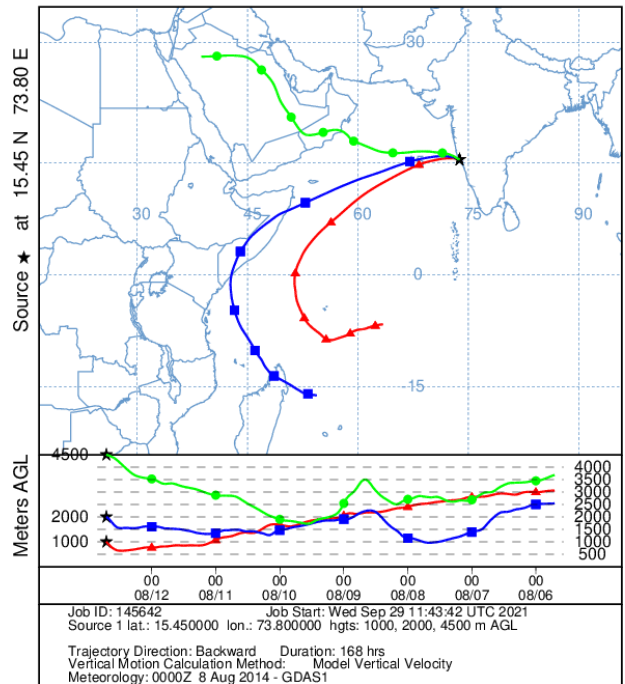 Source ★ at 15.45 N 73.80 E
30
30 45 60 75 90
0
-15
Meters AGL
4500
2000
1000
4000
3500
3000
2500
2000
1500
1000
500
00 00 00 00 00 00 00
08/12 08/11 08/10 08/09 08/08 08/07 08/06
Job ID: 145642 Job Start: Wed Sep 29 11:43:42 UTC 2021
Source 1 lat.: 15.450000 lon.: 73.800000 hgts: 1000, 2000, 4500 m AGL
Trajectory Direction: Backward Duration: 168 hrs
Vertical Motion Calculation Method: Model Vertical Velocity
Meteorology: 0000Z 8 Aug 2014 - GDAS1